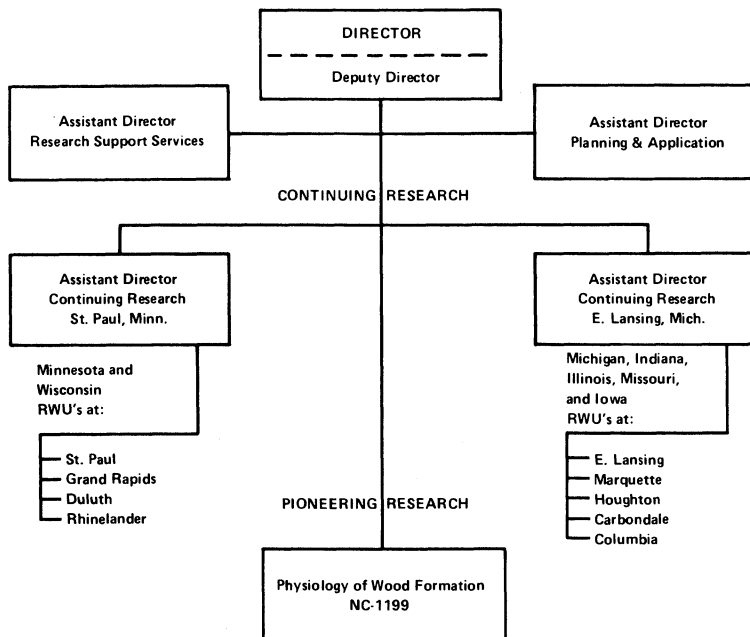 DIRECTOR
Deputy Director
Assistant Director
Research Support Services
Assistant Director
Planning & Application
CONTINUING RESEARCH
Assistant Director
Continuing Research
St. Paul, Minn.
Assistant Director
Continuing Research
E. Lansing, Mich.
Minnesota and
Wisconsin
RWU's at:
St. Paul
Grand Rapids
Duluth
Rhinelander
Michigan, Indiana,
Illinois, Missouri,
and Iowa
RWU's at:
E. Lansing
Marquette
Houghton
Carbondale
Columbia
PIONEERING RESEARCH
Physiology of Wood Formation
NC-1199